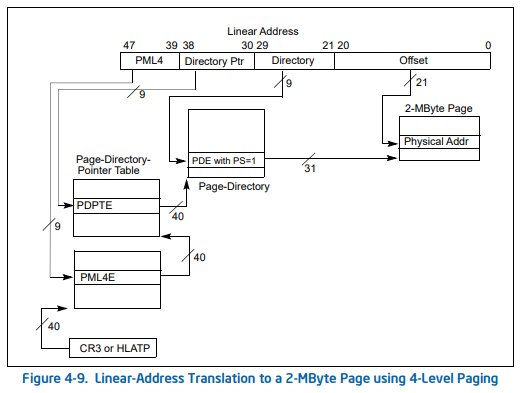 Linear Address
47 39 38 30 29 21 20 0
PML4 Directory Ptr Directory Offset
9 9 21
2-MByte Page
Physical Addr
PDE with PS=1
31
Page-Directory
Page-Directory-
Pointer Table
PDPTE
40
9
40
PML4E
40
CR3 or HLATP
Figure 4-9. Linear-Address Translation to a 2-MByte Page using 4-Level Paging